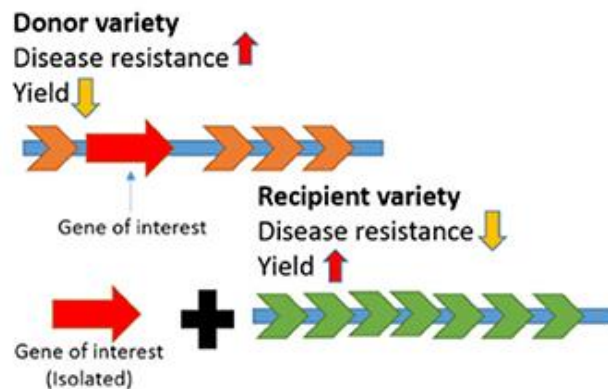 Donor variety
Disease resistance
Yield
Gene of interest
Recipient variety
Disease resistance
Yield
Gene of interest
(Isolated)